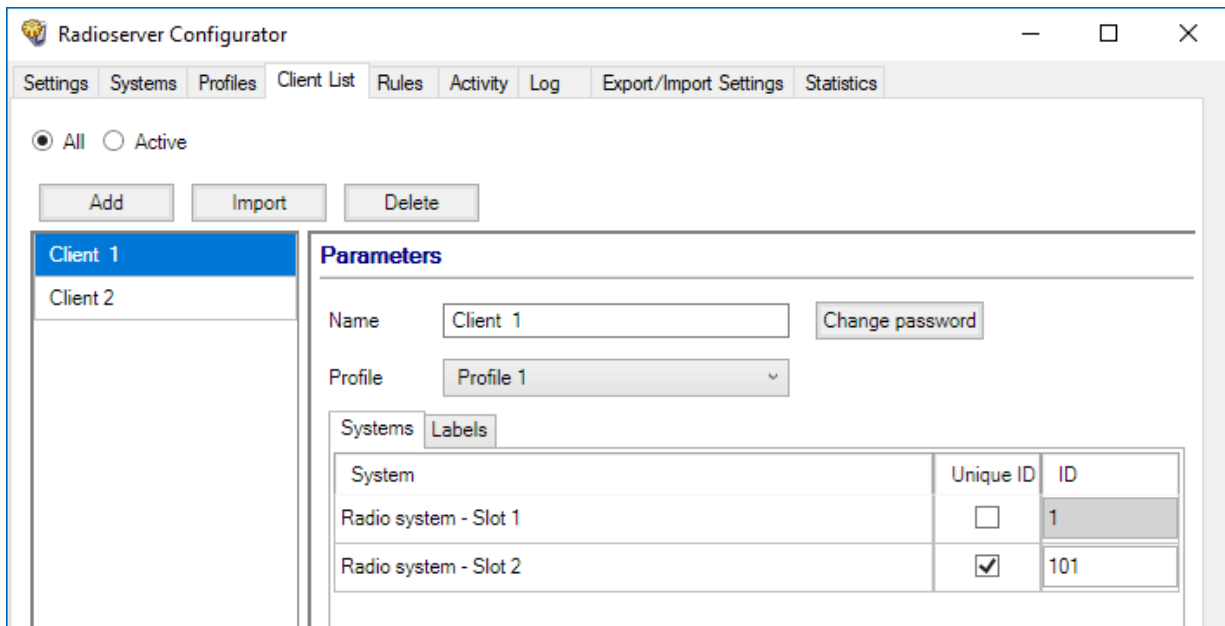 Radioserver Configurator
Settings Systems Profiles Client List Rules Activity Log Export/Import Settings Statistics
All Active
Add Import Delete
Client 1
Client 2
Parameters
Name Client 1 Change password
Profile Profile 1
Systems Labels
System Unique ID ID
Radio system - Slot 1 1
Radio system - Slot 2 101